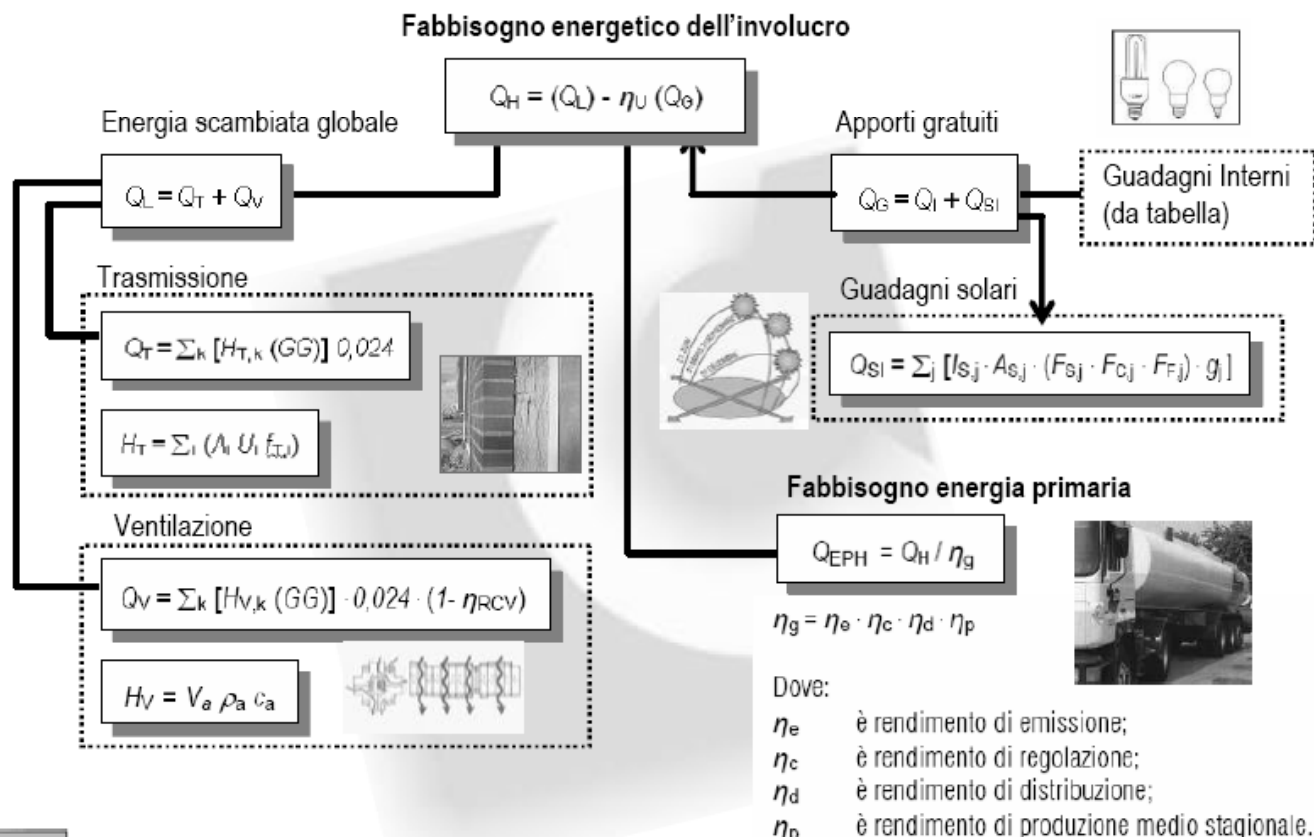 Fabbisogno energetico dell'involucro
Q_H = (Q_L) - η_U (Q_G)
Energia scambiata globale
Q_L = Q_T + Q_V
Apporti gratuiti
Q_G = Q_I + Q_SI
Guadagni Interni
(da tabella)
Trasmissione
Q_T = Σ_k [H_T,k (GG)] 0,024
H_T = Σ_i (A_i U_i f_T,i)
Guadagni solari
Q_SI = Σ_j [I_S,j · A_S,j · (F_S,j · F_C,j · F_F,j) · g_j]
Ventilazione
Q_V = Σ_k [H_V,k (GG)] · 0,024 · (1- η_RCV)
H_V = V_a ρ_a c_a
Fabbisogno energia primaria
Q_EPH = Q_H / η_g
η_g = η_e · η_c · η_d · η_p
Dove:
η_e è rendimento di emissione;
η_c è rendimento di regolazione;
η_d è rendimento di distribuzione;
η_p è rendimento di produzione medio stagionale.